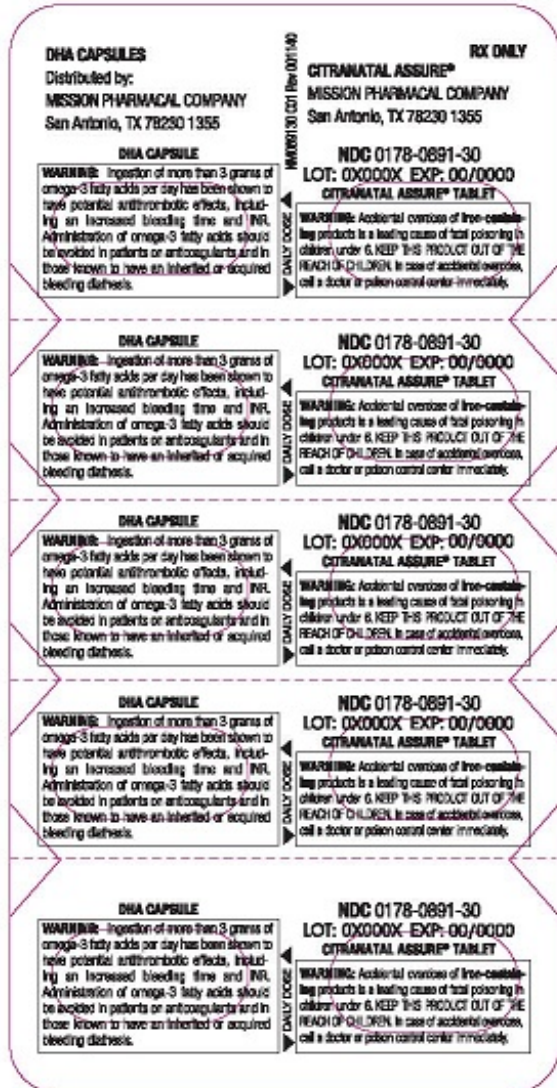 DHA CAPSULES
Distributed by:
MISSION PHARMACAL COMPANY
San Antonio, TX 78230 1355
RX ONLY
CITRANATAL ASSURE®
MISSION PHARMACAL COMPANY
San Antonio, TX 78230 1355
DHA CAPSULE
WARNING: Ingestion of more than 3 grams of
omega-3 fatty acids per day has been shown to
have potential antithrombotic effects, includ-
ing an increased bleeding time and INR.
Administration of omega-3 fatty acids should
be avoided in patients on anticoagulants and in
those known to have an inherited or acquired
bleeding diathesis.
DAILY DOSE
NDC 0178-0891-30
LOT: 0X000X EXP: 00/0000
CITRANATAL ASSURE® TABLET
WARNING: Accidental overdose of iron-contain-
ing products is a leading cause of fatal poisoning in
children under 6. KEEP THIS PRODUCT OUT OF THE
REACH OF CHILDREN. In case of accidental overdose,
call a doctor or poison control center immediately.
DHA CAPSULE
WARNING: Ingestion of more than 3 grams of
omega-3 fatty acids per day has been shown to
have potential antithrombotic effects, includ-
ing an increased bleeding time and INR.
Administration of omega-3 fatty acids should
be avoided in patients on anticoagulants and in
those known to have an inherited or acquired
bleeding diathesis.
DAILY DOSE
NDC 0178-0891-30
LOT: 0X000X EXP: 00/0000
CITRANATAL ASSURE® TABLET
WARNING: Accidental overdose of iron-contain-
ing products is a leading cause of fatal poisoning in
children under 6. KEEP THIS PRODUCT OUT OF THE
REACH OF CHILDREN. In case of accidental overdose,
call a doctor or poison control center immediately.
DHA CAPSULE
WARNING: Ingestion of more than 3 grams of
omega-3 fatty acids per day has been shown to
have potential antithrombotic effects, includ-
ing an increased bleeding time and INR.
Administration of omega-3 fatty acids should
be avoided in patients on anticoagulants and in
those known to have an inherited or acquired
bleeding diathesis.
DAILY DOSE
NDC 0178-0891-30
LOT: 0X000X EXP: 00/0000
CITRANATAL ASSURE® TABLET
WARNING: Accidental overdose of iron-contain-
ing products is a leading cause of fatal poisoning in
children under 6. KEEP THIS PRODUCT OUT OF THE
REACH OF CHILDREN. In case of accidental overdose,
call a doctor or poison control center immediately.
DHA CAPSULE
WARNING: Ingestion of more than 3 grams of
omega-3 fatty acids per day has been shown to
have potential antithrombotic effects, includ-
ing an increased bleeding time and INR.
Administration of omega-3 fatty acids should
be avoided in patients on anticoagulants and in
those known to have an inherited or acquired
bleeding diathesis.
DAILY DOSE
NDC 0178-0891-30
LOT: 0X000X EXP: 00/0000
CITRANATAL ASSURE® TABLET
WARNING: Accidental overdose of iron-contain-
ing products is a leading cause of fatal poisoning in
children under 6. KEEP THIS PRODUCT OUT OF THE
REACH OF CHILDREN. In case of accidental overdose,
call a doctor or poison control center immediately.
DHA CAPSULE
WARNING: Ingestion of more than 3 grams of
omega-3 fatty acids per day has been shown to
have potential antithrombotic effects, includ-
ing an increased bleeding time and INR.
Administration of omega-3 fatty acids should
be avoided in patients on anticoagulants and in
those known to have an inherited or acquired
bleeding diathesis.
DAILY DOSE
NDC 0178-0891-30
LOT: 0X000X EXP: 00/0000
CITRANATAL ASSURE® TABLET
WARNING: Accidental overdose of iron-contain-
ing products is a leading cause of fatal poisoning in
children under 6. KEEP THIS PRODUCT OUT OF THE
REACH OF CHILDREN. In case of accidental overdose,
call a doctor or poison control center immediately.